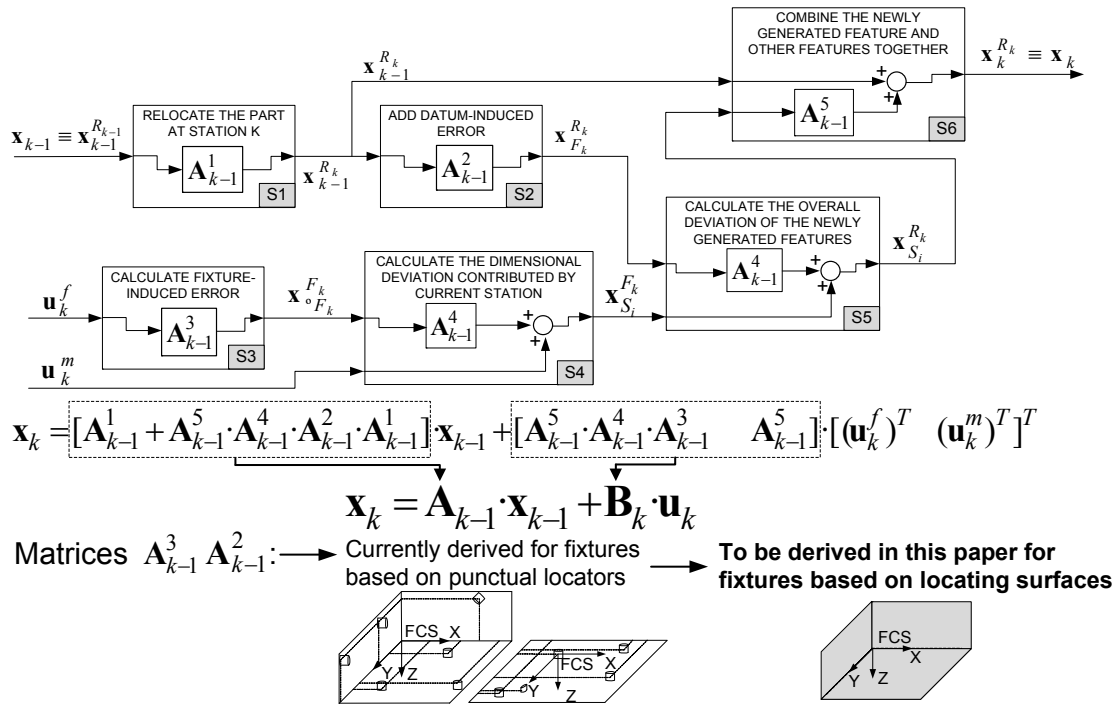 COMBINE THE NEWLY
GENERATED FEATURE AND
OTHER FEATURES TOGETHER
x_{k-1}^{R_k}
x_k^{R_k} ≡ x_k
+
+
A_{k-1}^5
S6
RELOCATE THE PART
AT STATION K
x_{k-1} ≡ x_{k-1}^{R_{k-1}}
A_{k-1}^1
S1
x_{k-1}^{R_k}
ADD DATUM-INDUCED
ERROR
A_{k-1}^2
S2
x_{F_k}^{R_k}
CALCULATE THE OVERALL
DEVIATION OF THE NEWLY
GENERATED FEATURES
A_{k-1}^4
+
+
S5
x_{S_i}^{R_k}
CALCULATE FIXTURE-
INDUCED ERROR
u_k^f
A_{k-1}^3
S3
x_{°F_k}^{F_k}
CALCULATE THE DIMENSIONAL
DEVIATION CONTRIBUTED BY
CURRENT STATION
A_{k-1}^4
+
+
S4
x_{S_i}^{F_k}
u_k^m
x_k = [A_{k-1}^1 + A_{k-1}^5·A_{k-1}^4·A_{k-1}^2·A_{k-1}^1]·x_{k-1} + [A_{k-1}^5·A_{k-1}^4·A_{k-1}^3 A_{k-1}^5]·[(u_k^f)^T (u_k^m)^T]^T
x_k = A_{k-1}·x_{k-1} + B_k·u_k
Matrices A_{k-1}^3 A_{k-1}^2:
Currently derived for fixtures
based on punctual locators
To be derived in this paper for
fixtures based on locating surfaces
FCS
X
Y
Z
FCS
X
Y
Z
FCS
X
Y
Z